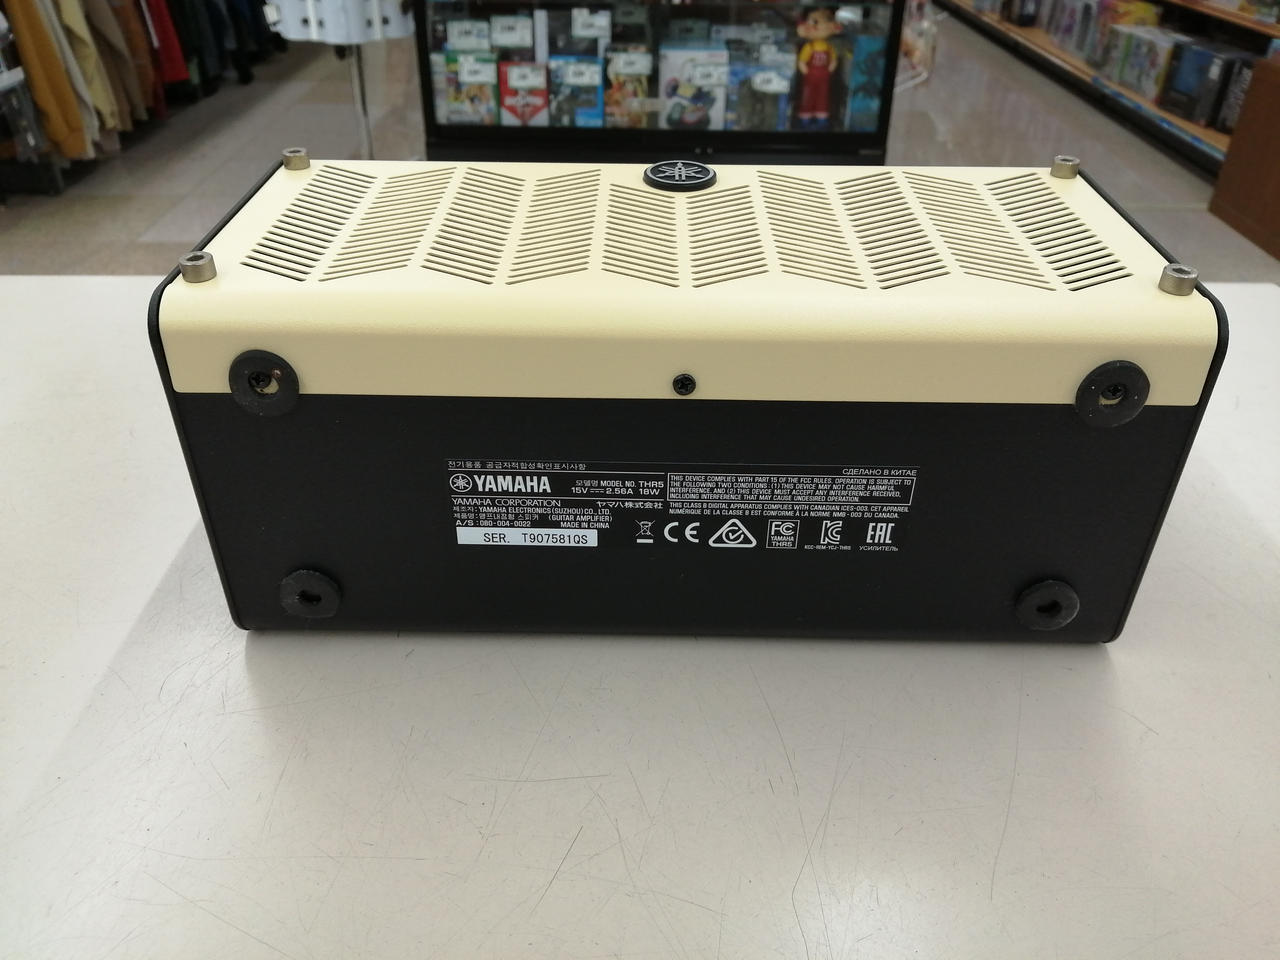 전기용품 공급자적합성확인표시사항
СДЕЛАНО В КИТАЕ
YAMAHA
모델명 MODEL NO. THR5
15V 2.56A 18W
YAMAHA CORPORATION ヤマハ株式会社
제조자: YAMAHA ELECTRONICS(SUZHOU)CO.,LTD.
제품명: 앰프내장형 스피커 (GUITAR AMPLIFIER)
A/S : 080-004-0022 MADE IN CHINA
SER. T907581QS
THIS DEVICE COMPLIES WITH PART 15 OF THE FCC RULES. OPERATION IS SUBJECT TO
THE FOLLOWING TWO CONDITIONS: (1) THIS DEVICE MAY NOT CAUSE HARMFUL
INTERFERENCE, AND (2) THIS DEVICE MUST ACCEPT ANY INTERFERENCE RECEIVED,
INCLUDING INTERFERENCE THAT MAY CAUSE UNDESIRED OPERATION.
THIS CLASS B DIGITAL APPARATUS COMPLIES WITH CANADIAN ICES-003. CET APPAREIL
NUMÉRIQUE DE LA CLASSE B EST CONFORME À LA NORME NMB-003 DU CANADA.
CE
FC
YAMAHA
THR5
KCC-REM-YCJ-THR5
EAC
УСИЛИТЕЛЬ